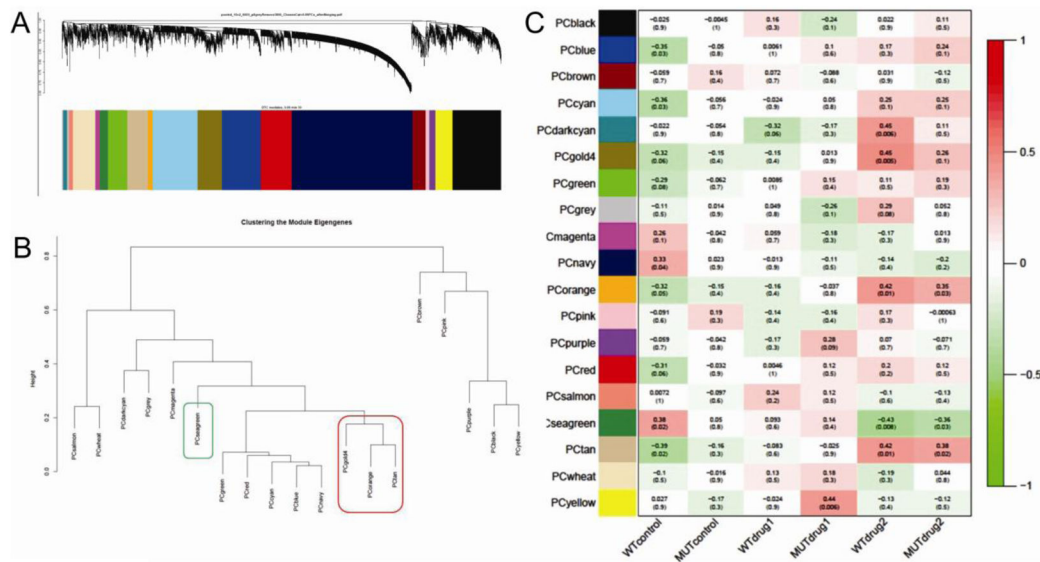 A
B
Clustering the Module Eigengenes
Height
0.8
0.6
0.4
0.2
0.0
PCsalmon
PCwheat
PCdarkcyan
PCgrey
PCmagenta
PCseagreen
PCgreen
PCred
PCcyan
PCblue
PCnavy
PCgold4
PCorange
PCtan
PCbrown
PCpink
PCpurple
PCblack
PCyellow
C
PCblack −0.025 (0.9) −0.0045 (1) 0.16 (0.3) −0.24 (0.1) 0.022 (0.9) 0.11 (0.5)
PCblue −0.35 (0.03) −0.05 (0.8) 0.0061 (1) 0.1 (0.6) 0.17 (0.3) 0.24 (0.1)
PCbrown −0.059 (0.7) 0.16 (0.4) 0.072 (0.7) −0.088 (0.6) 0.031 (0.9) −0.12 (0.5)
PCcyan −0.36 (0.03) −0.056 (0.7) −0.024 (0.9) 0.05 (0.8) 0.25 (0.1) 0.25 (0.1)
PCdarkcyan −0.022 (0.9) −0.054 (0.8) −0.32 (0.06) −0.17 (0.3) 0.45 (0.006) 0.11 (0.5)
PCgold4 −0.32 (0.06) −0.15 (0.4) −0.15 (0.4) 0.013 (0.9) 0.45 (0.005) 0.26 (0.1)
PCgreen −0.29 (0.08) −0.062 (0.7) 0.0085 (1) 0.15 (0.4) 0.11 (0.5) 0.19 (0.3)
PCgrey −0.11 (0.5) 0.014 (0.9) 0.049 (0.8) −0.26 (0.1) 0.29 (0.08) 0.052 (0.8)
Cmagenta 0.26 (0.1) −0.042 (0.8) 0.059 (0.7) −0.18 (0.3) −0.17 (0.3) 0.013 (0.9)
PCnavy 0.33 (0.04) 0.023 (0.9) −0.013 (0.9) −0.11 (0.5) −0.14 (0.4) −0.2 (0.2)
PCorange −0.32 (0.05) −0.15 (0.4) −0.16 (0.4) −0.037 (0.8) 0.42 (0.01) 0.35 (0.03)
PCpink −0.091 (0.6) 0.19 (0.3) −0.14 (0.4) −0.16 (0.4) 0.17 (0.3) −0.00063 (1)
PCpurple −0.059 (0.7) −0.042 (0.8) −0.17 (0.3) 0.28 (0.09) 0.07 (0.7) −0.071 (0.7)
PCred −0.31 (0.06) −0.032 (0.9) 0.0046 (1) 0.12 (0.5) 0.2 (0.2) 0.12 (0.5)
PCsalmon 0.0072 (1) −0.097 (0.6) 0.24 (0.2) 0.12 (0.5) −0.1 (0.6) −0.13 (0.4)
Cseagreen 0.38 (0.02) 0.05 (0.8) 0.093 (0.6) 0.14 (0.4) −0.43 (0.008) −0.36 (0.03)
PCtan −0.39 (0.02) −0.16 (0.3) −0.083 (0.6) −0.025 (0.9) 0.42 (0.01) 0.38 (0.02)
PCwheat −0.1 (0.5) −0.016 (0.9) 0.13 (0.5) 0.18 (0.3) −0.19 (0.3) 0.044 (0.8)
PCyellow 0.027 (0.9) −0.17 (0.3) −0.024 (0.9) 0.44 (0.006) −0.13 (0.4) −0.12 (0.5)
WTcontrol MUTcontrol WTdrug1 MUTdrug1 WTdrug2 MUTdrug2
1
0.5
0
−0.5
−1